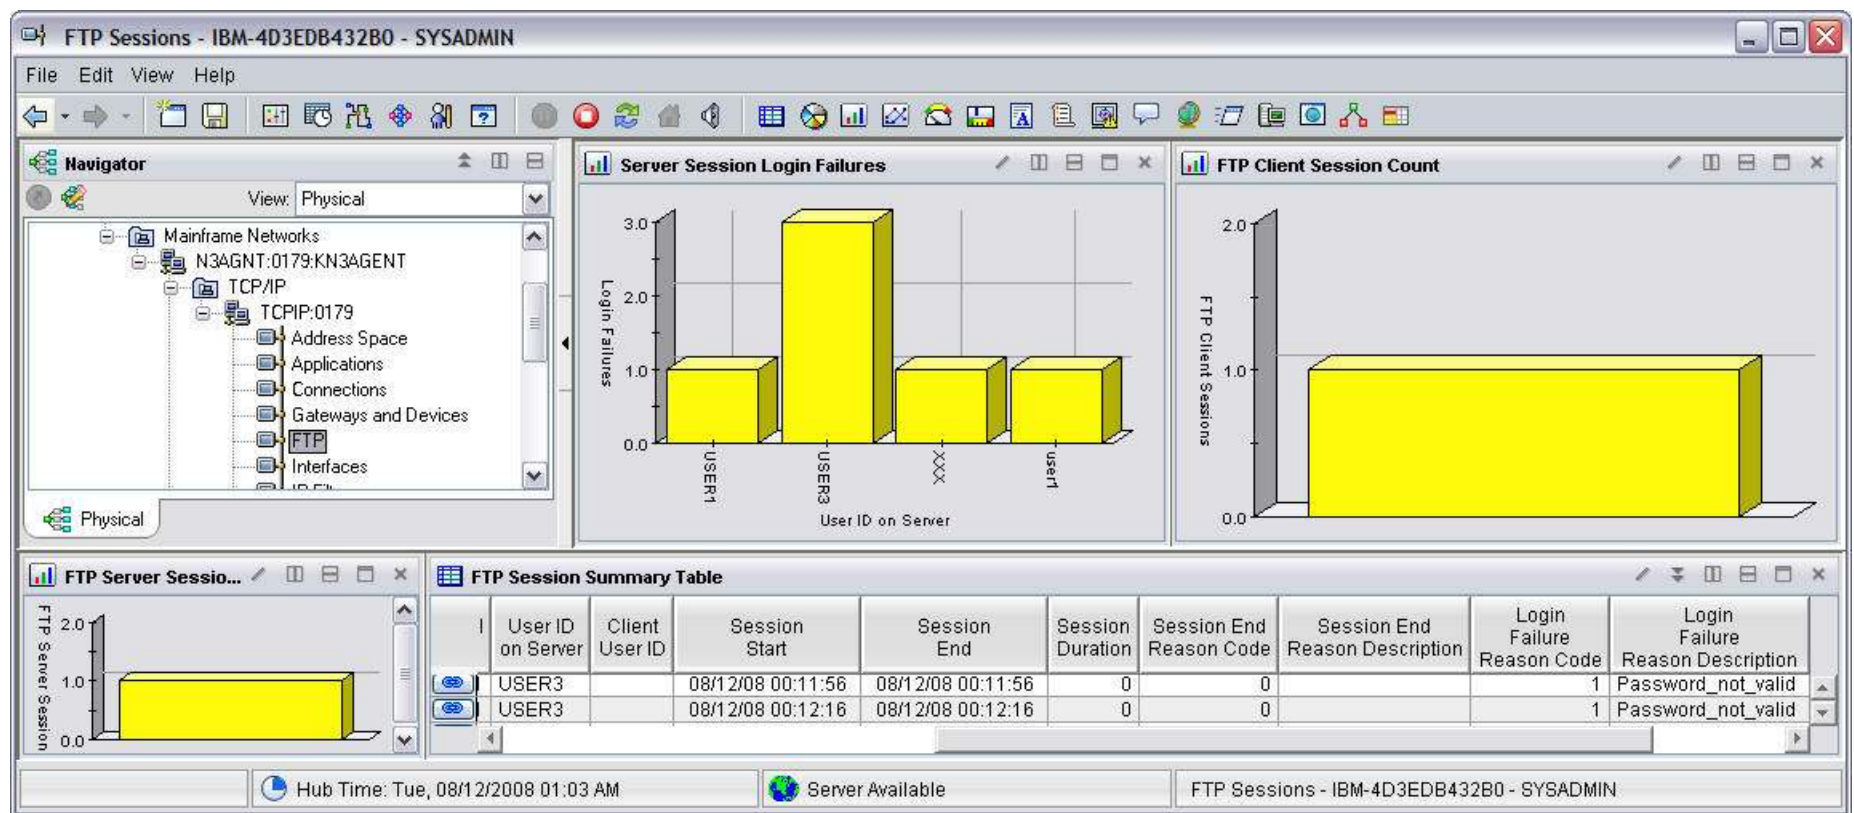 FTP Sessions - IBM-4D3EDB432B0 - SYSADMIN
File Edit View Help
Navigator
View: Physical
Mainframe Networks
N3AGNT:0179:KN3AGENT
TCP/IP
TCPIP:0179
Address Space
Applications
Connections
Gateways and Devices
FTP
Interfaces
Physical
Server Session Login Failures
Login Failures
3.0
2.0
1.0
0.0
USER1 USER3 XXX user1
User ID on Server
FTP Client Session Count
FTP Client Sessions
2.0
1.0
0.0
FTP Server Sessio...
FTP Server Session
2.0
1.0
0.0
FTP Session Summary Table
User ID on Server
Client User ID
Session Start
Session End
Session Duration
Session End Reason Code
Session End Reason Description
Login Failure Reason Code
Login Failure Reason Description
USER3 08/12/08 00:11:56 08/12/08 00:11:56 0 0 1 Password_not_valid
USER3 08/12/08 00:12:16 08/12/08 00:12:16 0 0 1 Password_not_valid
Hub Time: Tue, 08/12/2008 01:03 AM
Server Available
FTP Sessions - IBM-4D3EDB432B0 - SYSADMIN